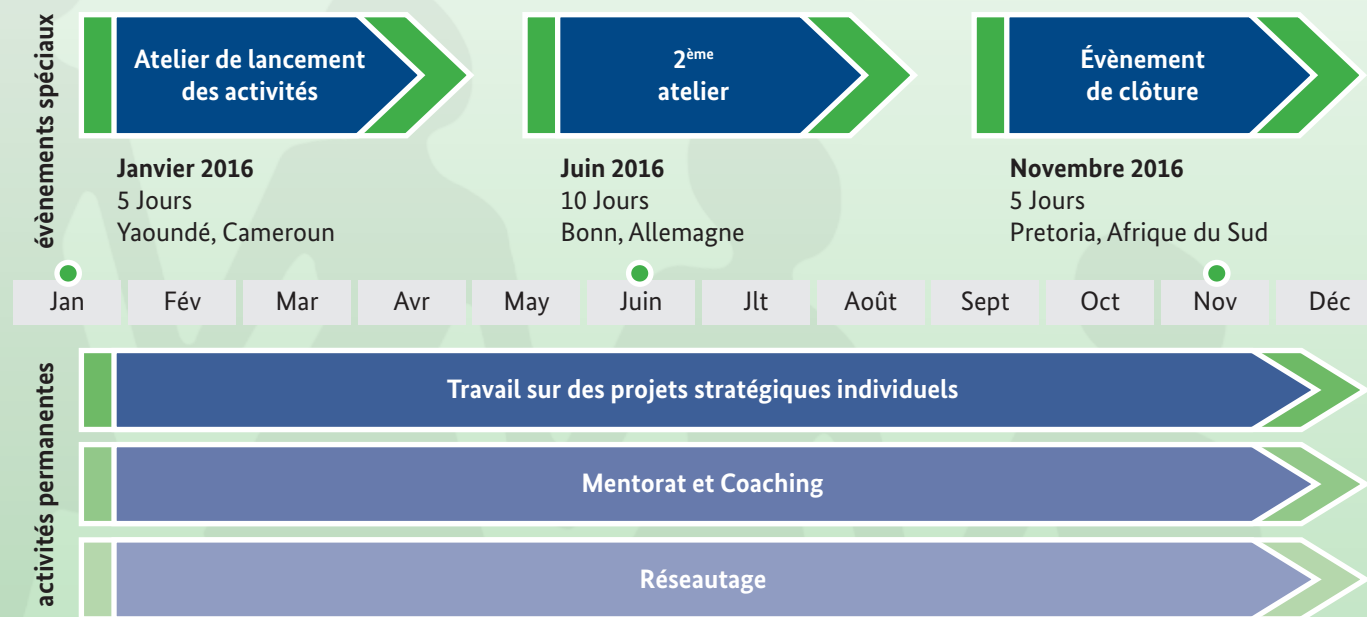 évènements spéciaux
Atelier de lancement
des activités
2ème
atelier
Évènement
de clôture
Janvier 2016
5 Jours
Yaoundé, Cameroun
Juin 2016
10 Jours
Bonn, Allemagne
Novembre 2016
5 Jours
Pretoria, Afrique du Sud
Jan Fév Mar Avr May Juin Jlt Août Sept Oct Nov Déc
activités permanentes
Travail sur des projets stratégiques individuels
Mentorat et Coaching
Réseautage